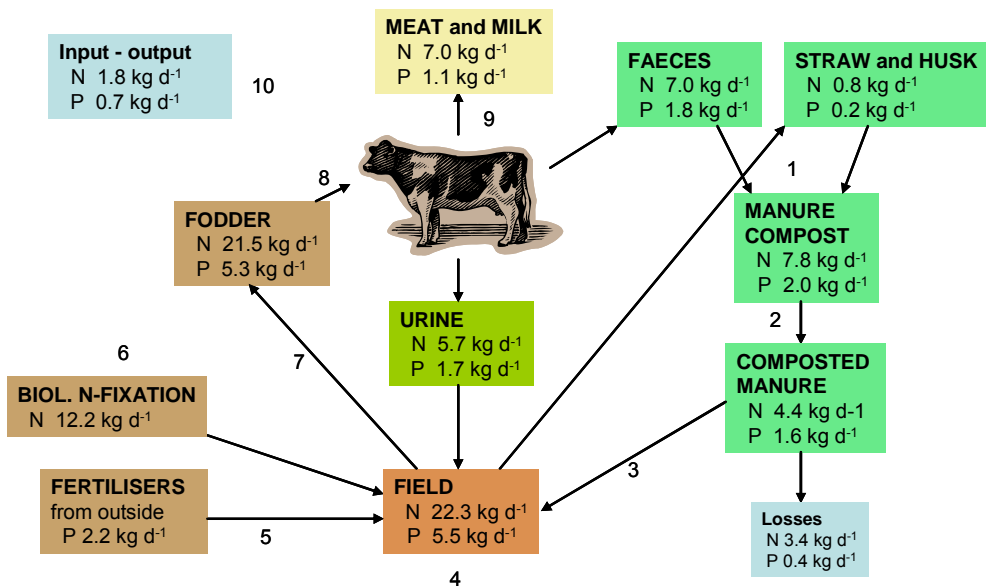 Input - output
N 1.8 kg d-1
P 0.7 kg d-1
10
MEAT and MILK
N 7.0 kg d-1
P 1.1 kg d-1
9
FAECES
N 7.0 kg d-1
P 1.8 kg d-1
STRAW and HUSK
N 0.8 kg d-1
P 0.2 kg d-1
1
8
FODDER
N 21.5 kg d-1
P 5.3 kg d-1
MANURE
COMPOST
N 7.8 kg d-1
P 2.0 kg d-1
2
URINE
N 5.7 kg d-1
P 1.7 kg d-1
7
6
BIOL. N-FIXATION
N 12.2 kg d-1
COMPOSTED
MANURE
N 4.4 kg d-1
P 1.6 kg d-1
3
FERTILISERS
from outside
P 2.2 kg d-1
5
FIELD
N 22.3 kg d-1
P 5.5 kg d-1
4
Losses
N 3.4 kg d-1
P 0.4 kg d-1